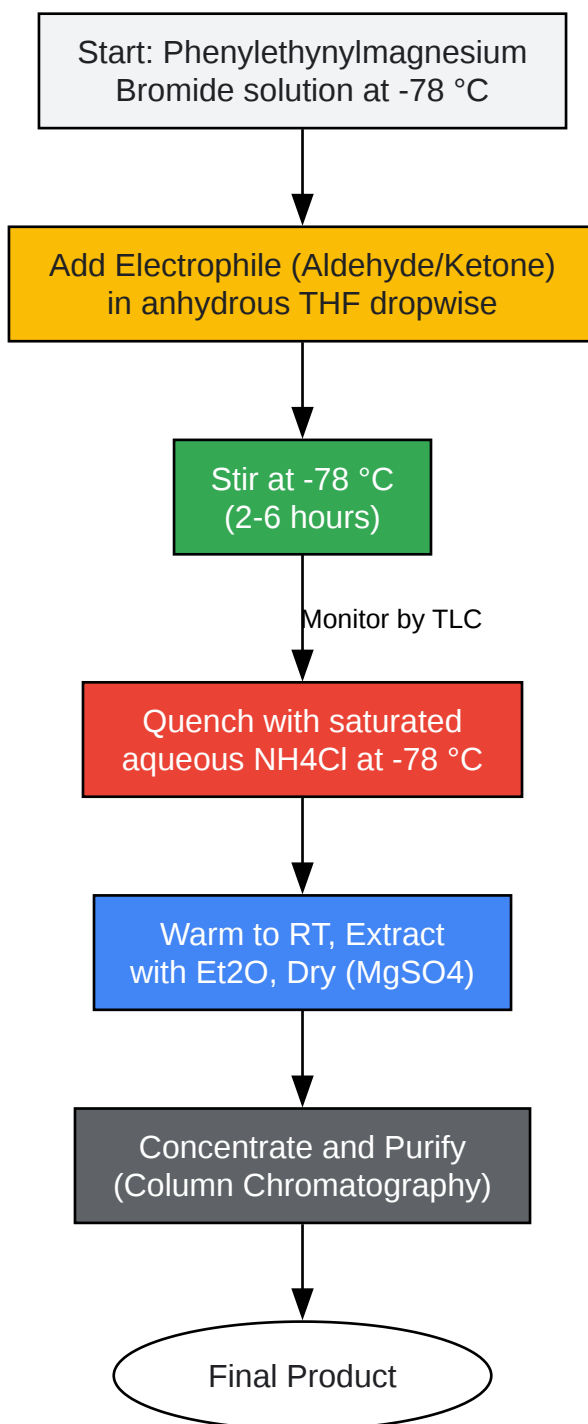 Start: Phenylethynylmagnesium
Bromide solution at -78 °C
Add Electrophile (Aldehyde/Ketone)
in anhydrous THF dropwise
Stir at -78 °C
(2-6 hours)
Monitor by TLC
Quench with saturated
aqueous NH4Cl at -78 °C
Warm to RT, Extract
with Et2O, Dry (MgSO4)
Concentrate and Purify
(Column Chromatography)
Final Product